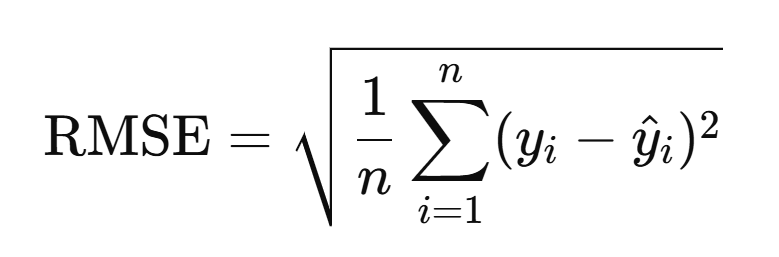 RMSE = √(1/n ∑_{i=1}^{n} (y_i − ŷ_i)²)